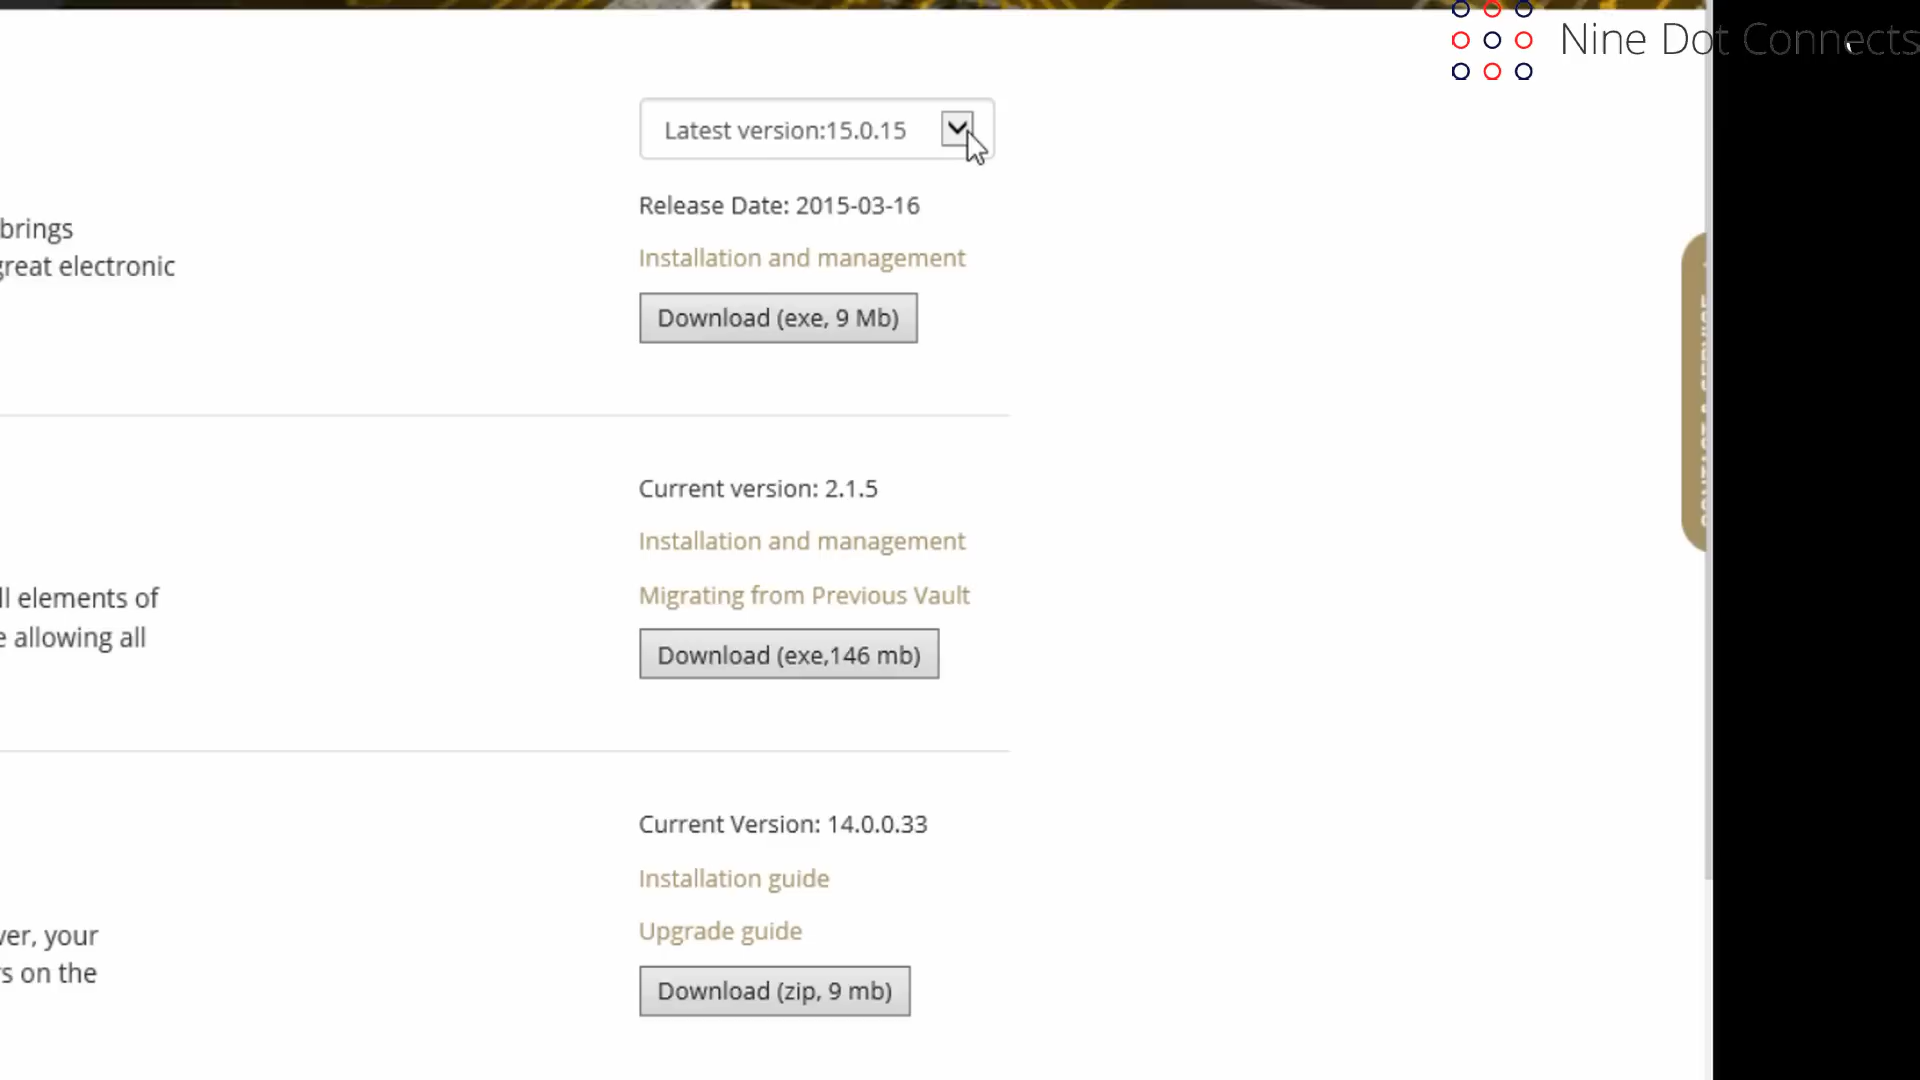 Nine Dot Connects
Latest version:15.0.15
Release Date: 2015-03-16
brings
great electronic
Installation and management
Download (exe, 9 Mb)
CONTACT & SERVICE
Current version: 2.1.5
Installation and management
ll elements of
Migrating from Previous Vault
e allowing all
Download (exe,146 mb)
Current Version: 14.0.0.33
Installation guide
ver, your
Upgrade guide
rs on the
Download (zip, 9 mb)